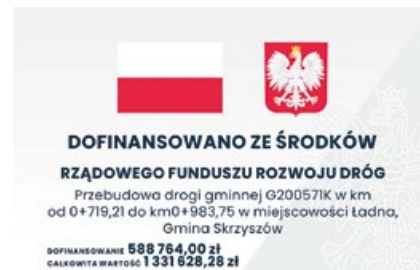 DOFINANSOWANO ZE ŚRODKÓW
RZĄDOWEGO FUNDUSZU ROZWOJU DRÓG
Przebudowa drogi gminnej G200571K w km
od 0+719,21 do km0+983,75 w miejscowości Ładna,
Gmina Skrzyszów
DOFINANSOWANIE 588 764,00 zł
CAŁKOWITA WARTOŚĆ 1 331 628,28 zł